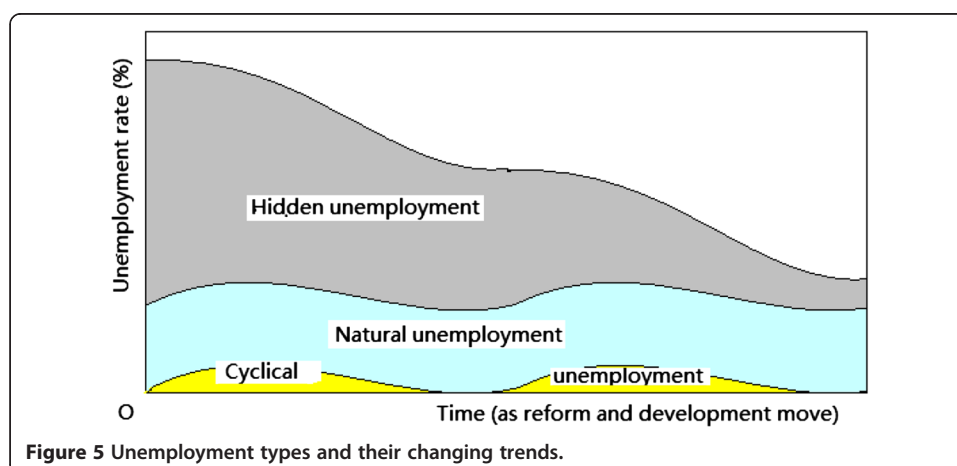 Unemployment rate (%)
Hidden unemployment
Natural unemployment
Cyclical unemployment
O
Time (as reform and development move)
Figure 5 Unemployment types and their changing trends.